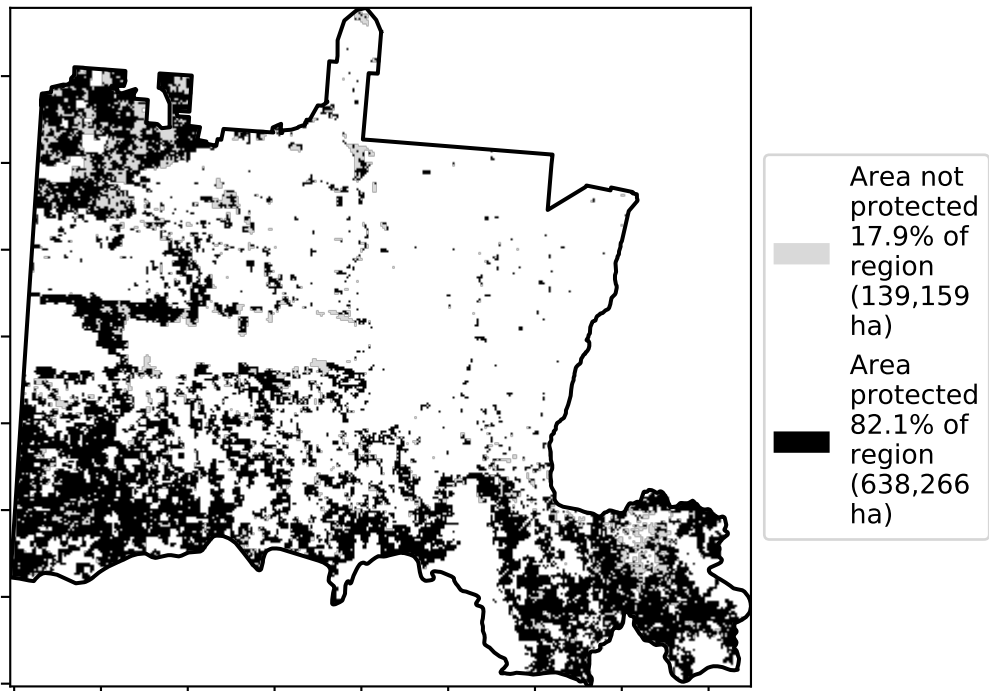 Area not
protected
17.9% of
region
(139,159
ha)
Area
protected
82.1% of
region
(638,266
ha)